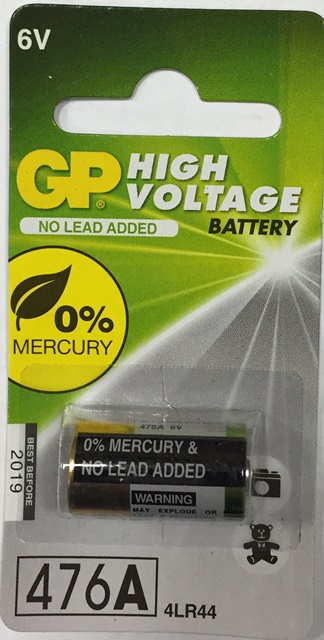 6V
GP® HIGH
VOLTAGE
NO LEAD ADDED
BATTERY
0%
MERCURY
476A 6V
0% MERCURY &
NO LEAD ADDED
WARNING
MAY EXPLODE OR
BEST BEFORE
2019
476A
4LR44